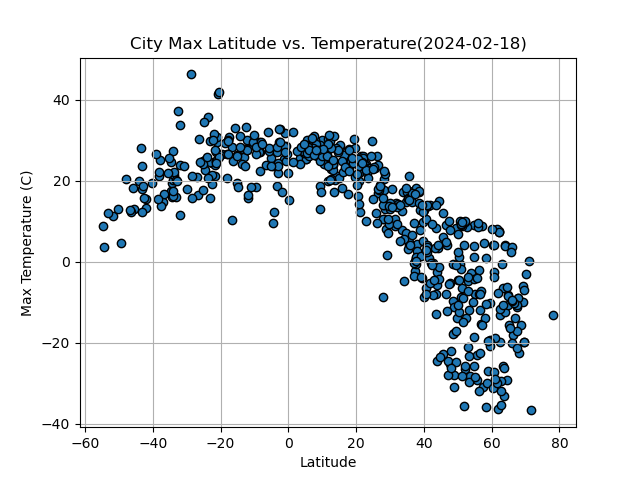 City Max Latitude vs. Temperature(2024-02-18)
Max Temperature (C)
40
20
0
−20
−40
−60 −40 −20 0 20 40 60 80
Latitude